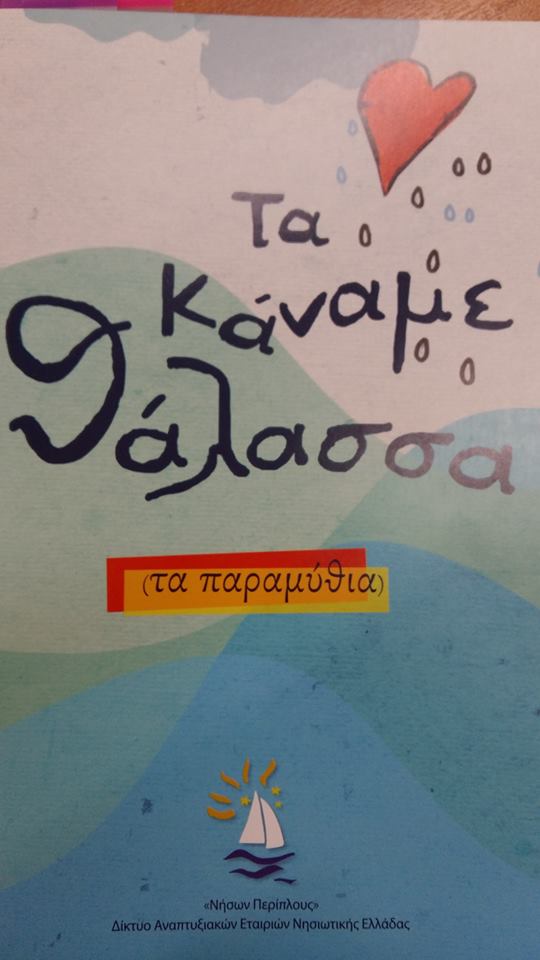 Τα
κάναμε
θάλασσα
(τα παραμύθια)
«Νήσων Περίπλους»
Δίκτυο Αναπτυξιακών Εταιριών Νησιωτικής Ελλάδας